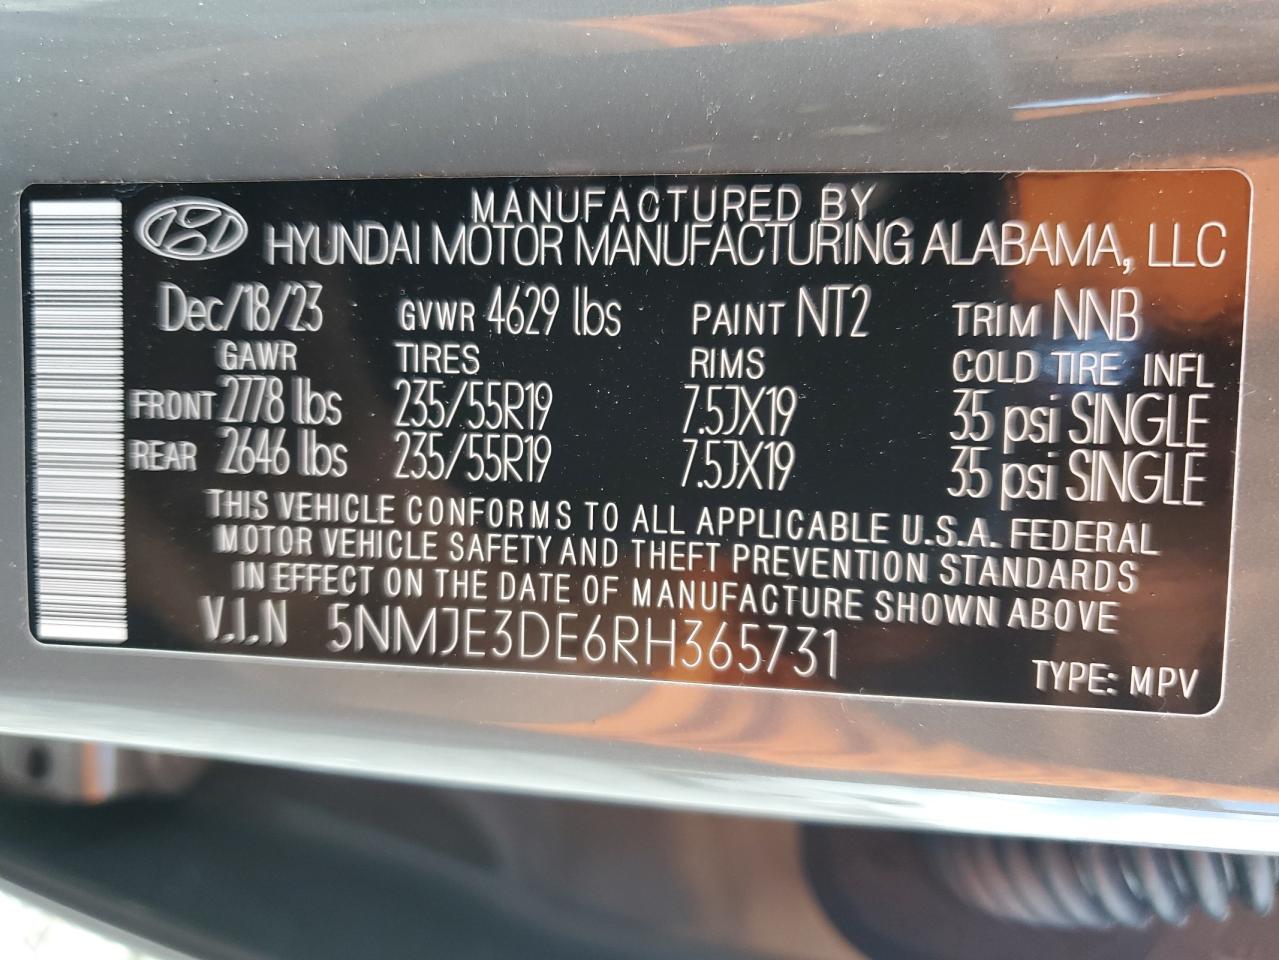 MANUFACTURED BY
HYUNDAI MOTOR MANUFACTURING ALABAMA, LLC
Dec/18/23 GVWR 4629 lbs PAINT NT2 TRIM NNB
GAWR TIRES RIMS COLD TIRE INFL
FRONT 2778 lbs 235/55R19 7.5JX19 35 psi SINGLE
REAR 2646 lbs 235/55R19 7.5JX19 35 psi SINGLE
THIS VEHICLE CONFORMS TO ALL APPLICABLE U.S.A. FEDERAL
MOTOR VEHICLE SAFETY AND THEFT PREVENTION STANDARDS
IN EFFECT ON THE DATE OF MANUFACTURE SHOWN ABOVE
V.I.N 5NMJE3DE6RH365731
TYPE: MPV